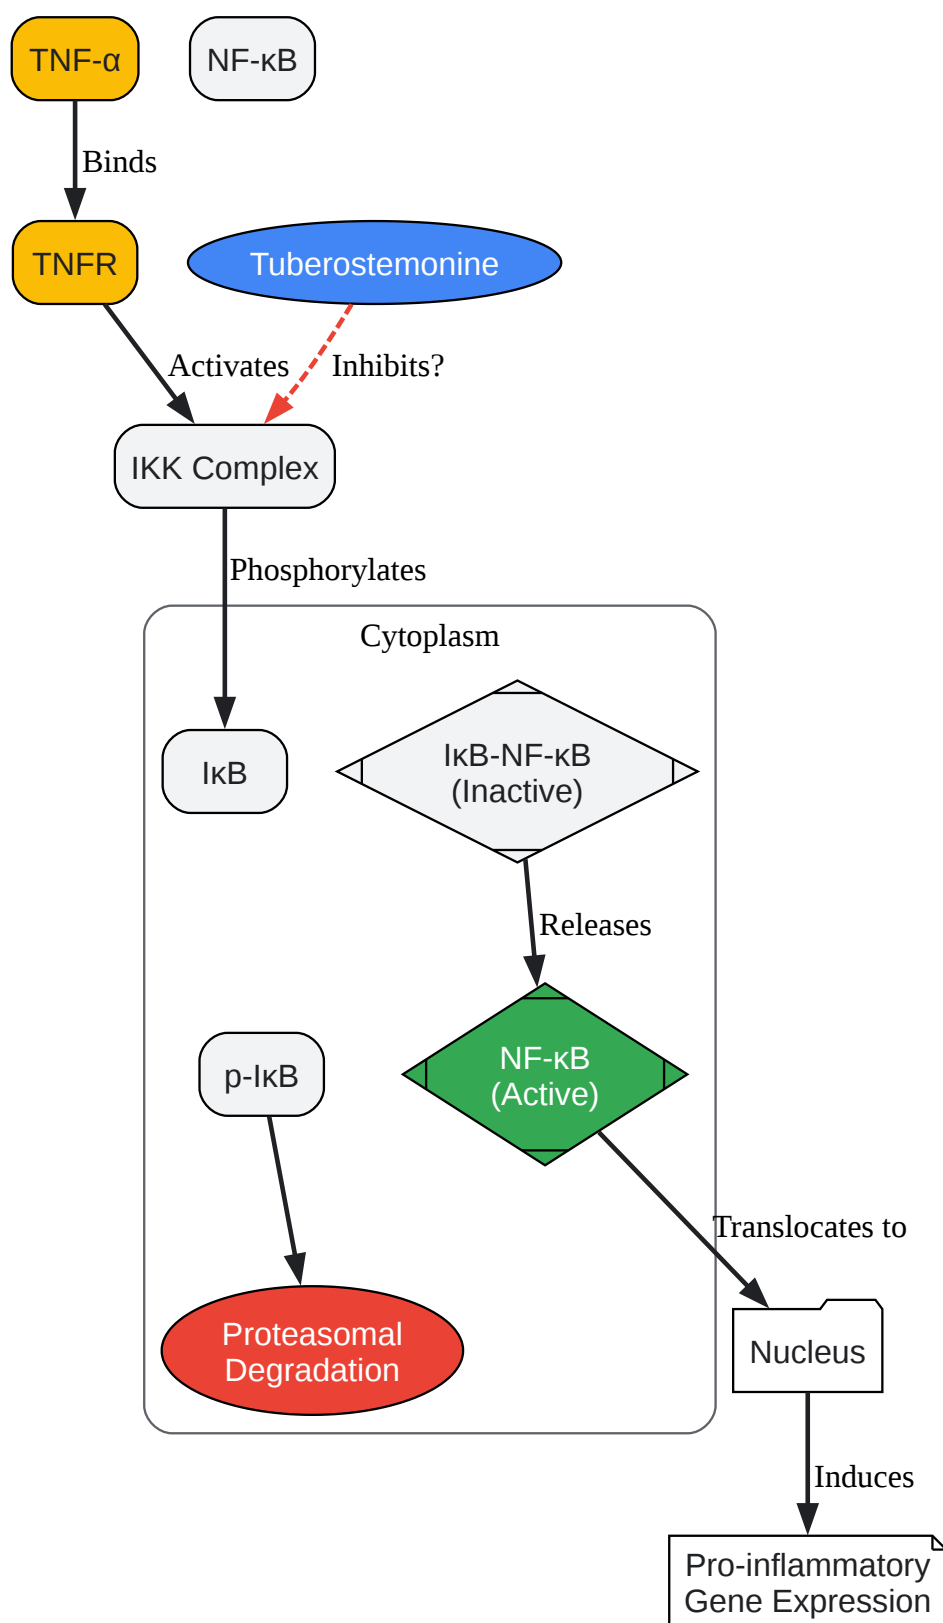 TNF-α
NF-κB
Binds
TNFR
Tuberostemonine
Activates
Inhibits?
IKK Complex
Phosphorylates
Cytoplasm
IκB
IκB-NF-κB
(Inactive)
Releases
p-IκB
NF-κB
(Active)
Translocates to
Proteasomal
Degradation
Nucleus
Induces
Pro-inflammatory
Gene Expression